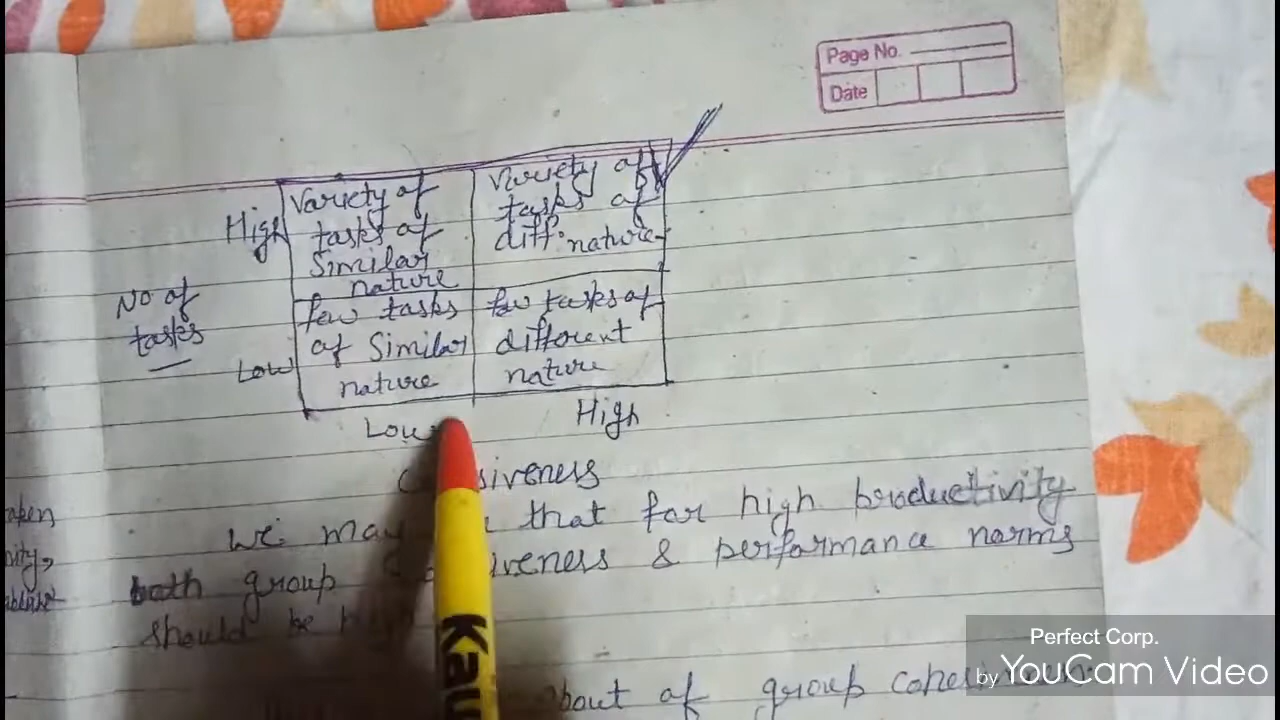 Page No.
Date
High
Variety of
tasks of
Similar
nature
Variety of
tasks of
diff. nature
No of
tasks
Low
few tasks
of Similar
nature
few tasks of
different
nature
Low
High
siveness
We may that for high productivity
both group iveness & performance norms
should be
about of group
Perfect Corp.
by YouCam Video